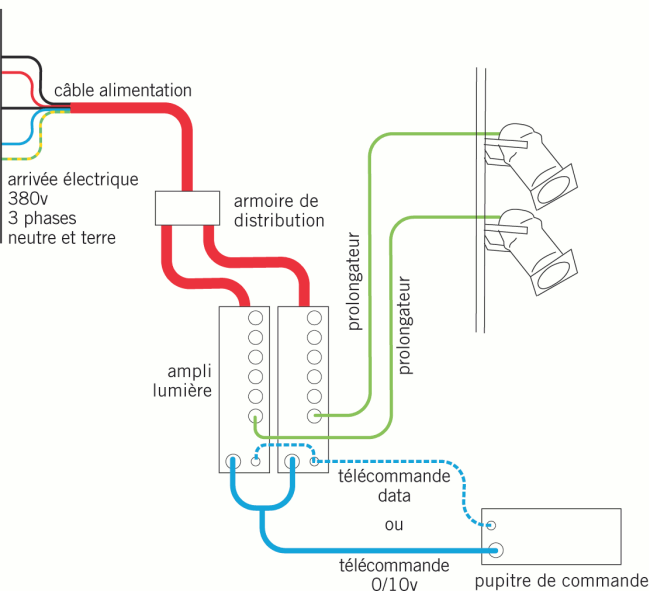 câble alimentation
arrivée électrique
380v
3 phases
neutre et terre
armoire de
distribution
prolongateur
prolongateur
ampli
lumière
télécommande
data
ou
télécommande
0/10v
pupitre de commande